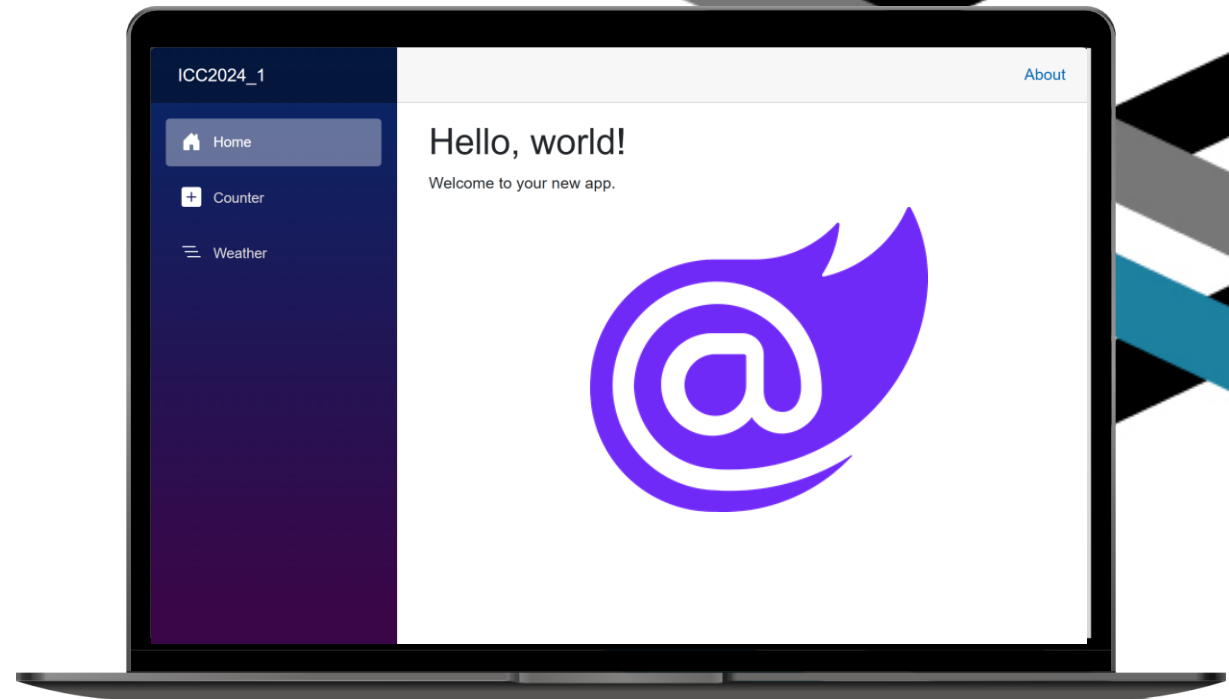 ICC2024_1
About
Home
Counter
Weather
Hello, world!
Welcome to your new app.
@